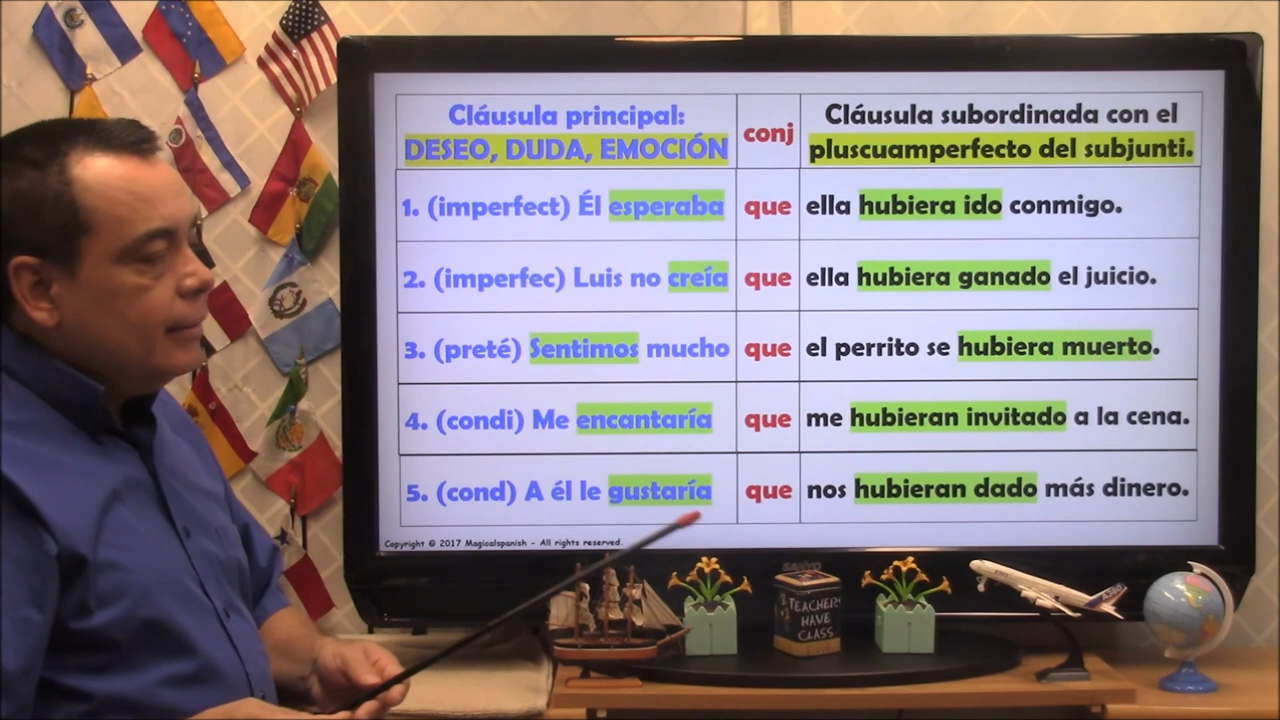 Cláusula principal:
DESEO, DUDA, EMOCIÓN
conj
Cláusula subordinada con el
pluscuamperfecto del subjunti.
1. (imperfect) Él esperaba que ella hubiera ido conmigo.
2. (imperfec) Luis no creía que ella hubiera ganado el juicio.
3. (preté) Sentimos mucho que el perrito se hubiera muerto.
4. (condi) Me encantaría que me hubieran invitado a la cena.
5. (cond) A él le gustaría que nos hubieran dado más dinero.
Copyright © 2017 Magicalspanish - All rights reserved.
SANYO
TEACHERS
HAVE
CLASS
A380